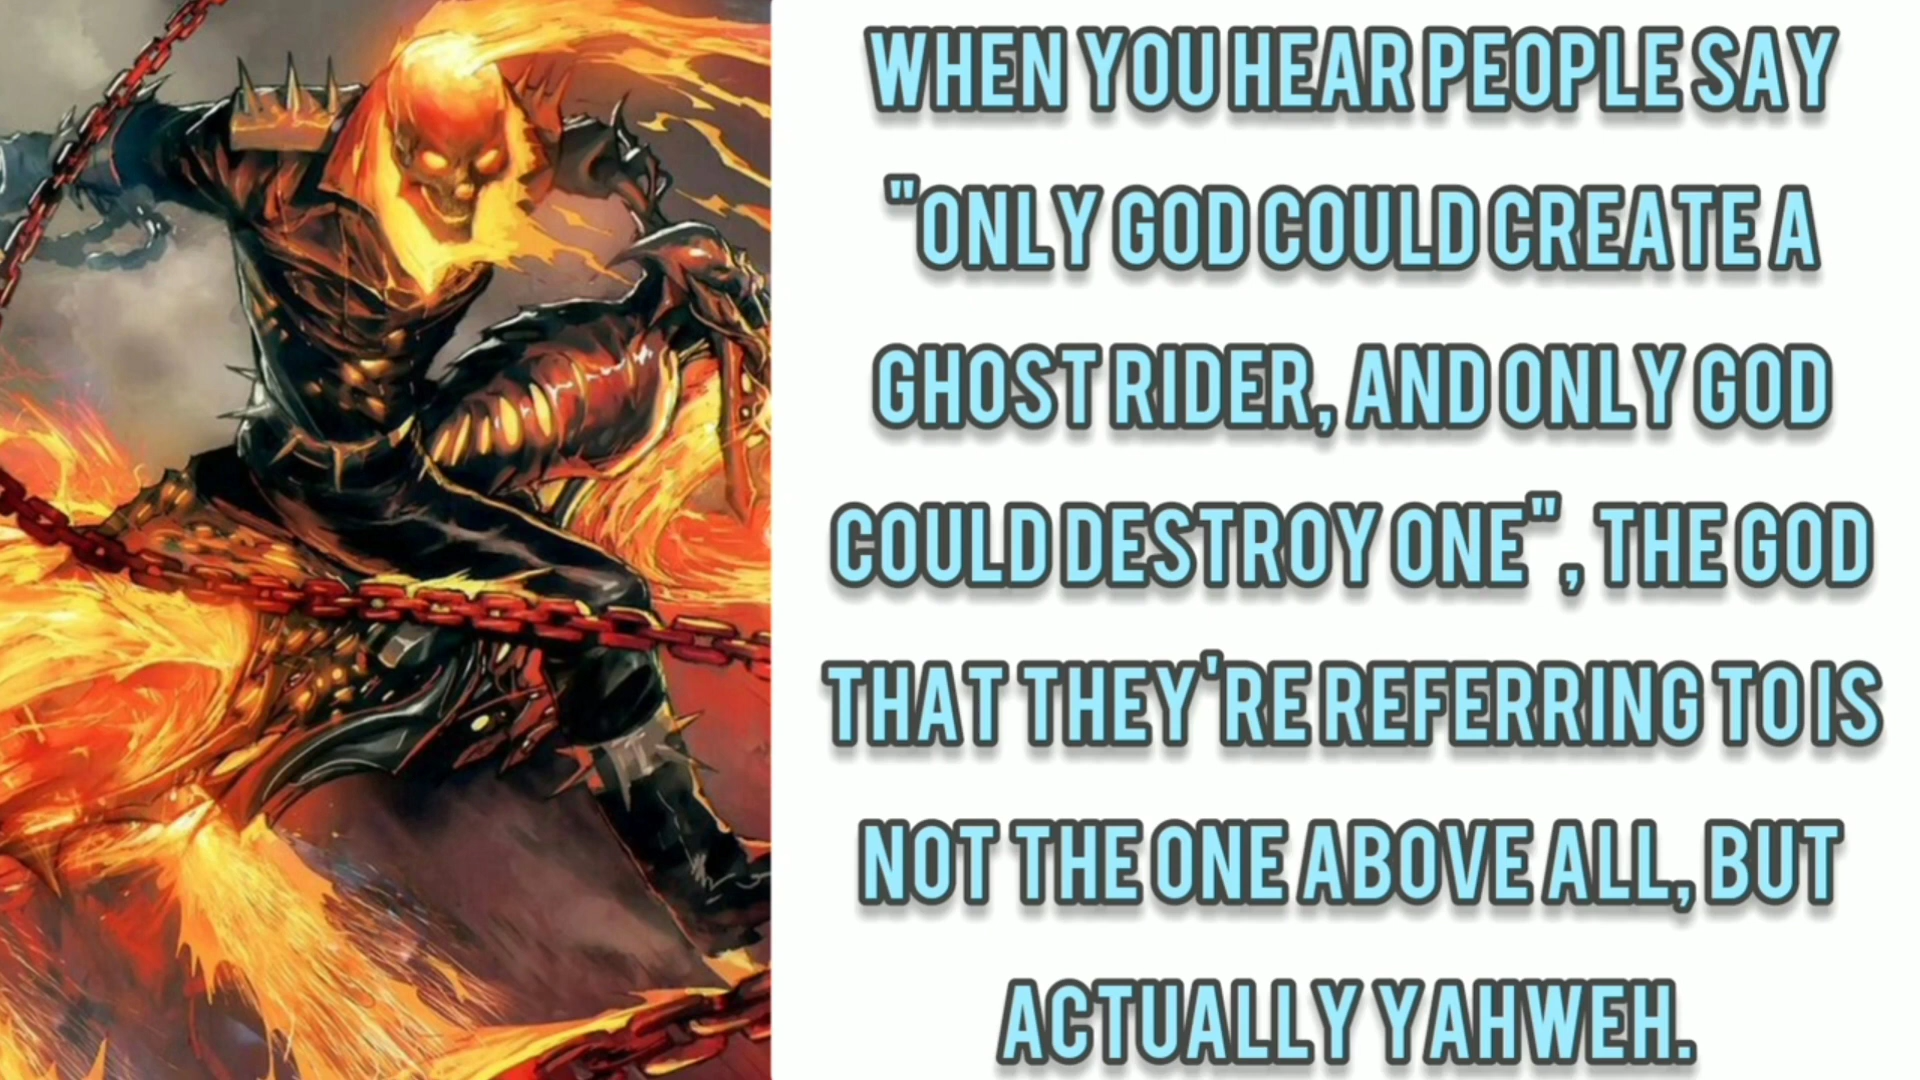 WHEN YOU HEAR PEOPLE SAY
"ONLY GOD COULD CREATE A
GHOST RIDER, AND ONLY GOD
COULD DESTROY ONE", THE GOD
THAT THEY'RE REFERRING TO IS
NOT THE ONE ABOVE ALL, BUT
ACTUALLY YAHWEH.